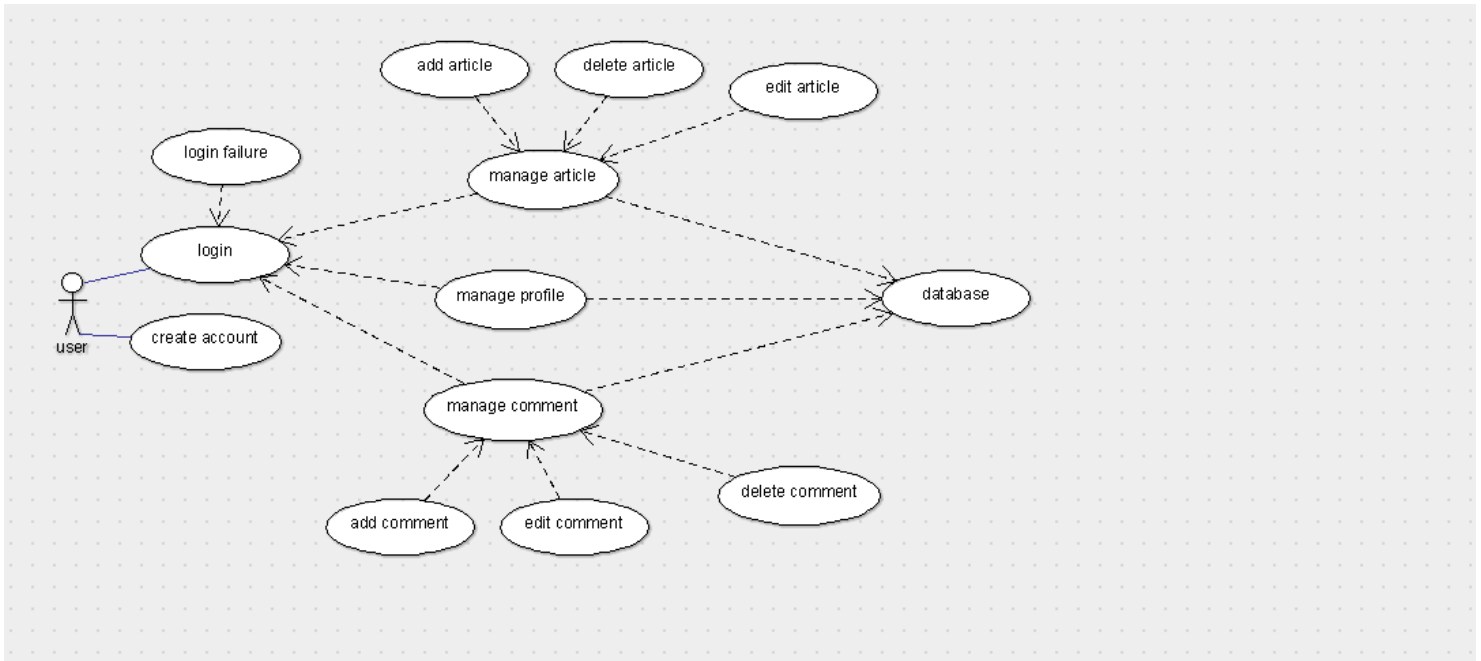 add article
delete article
edit article
login failure
manage article
login
manage profile
database
create account
user
manage comment
delete comment
add comment
edit comment